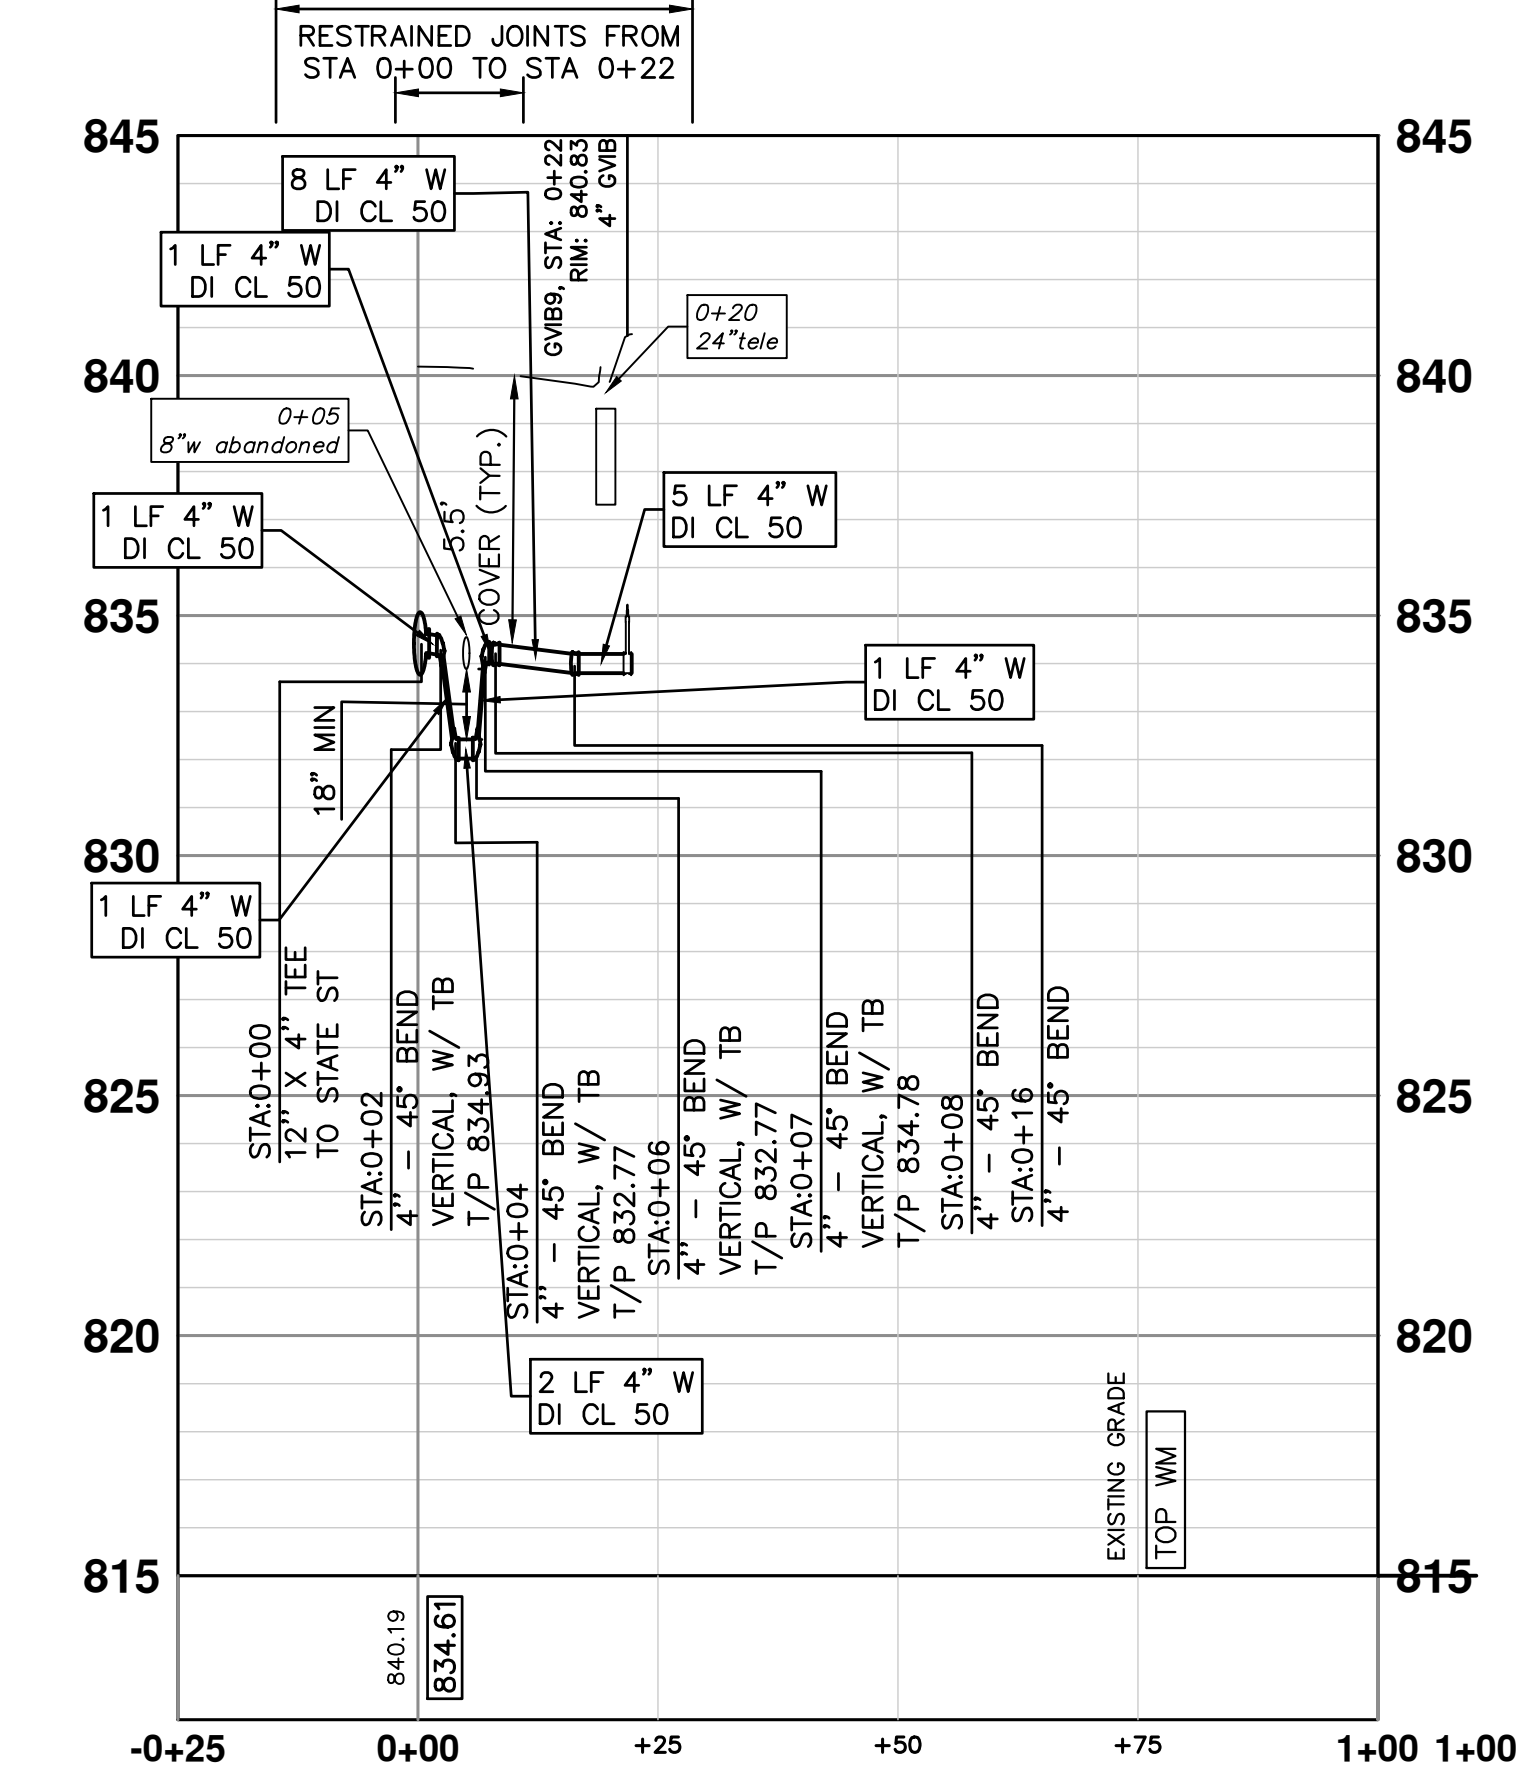 RESTRAINED JOINTS FROM
STA 0+00 TO STA 0+22
845
845
8 LF 4” W
DI CL 50
GVIB9, STA: 0+22
RIM: 840.83
4” GVIB
1 LF 4” W
DI CL 50
0+20
24”tele
840
840
0+05
8”w abandoned
5.5’
COVER (TYP.)
5 LF 4” W
DI CL 50
1 LF 4” W
DI CL 50
835
835
1 LF 4” W
DI CL 50
18” MIN
830
830
1 LF 4” W
DI CL 50
STA:0+00
12” X 4” TEE
TO STATE ST
STA:0+02
4” – 45° BEND
VERTICAL, W/ TB
T/P 834.93
STA:0+04
4” – 45° BEND
VERTICAL, W/ TB
T/P 832.77
STA:0+06
4” – 45° BEND
VERTICAL, W/ TB
T/P 832.77
STA:0+07
4” – 45° BEND
VERTICAL, W/ TB
T/P 834.78
STA:0+08
4” – 45° BEND
STA:0+16
4” – 45° BEND
825
825
820
820
2 LF 4” W
DI CL 50
EXISTING GRADE
TOP WM
815
815
840.19
834.61
-0+25
0+00
+25
+50
+75
1+00
1+00